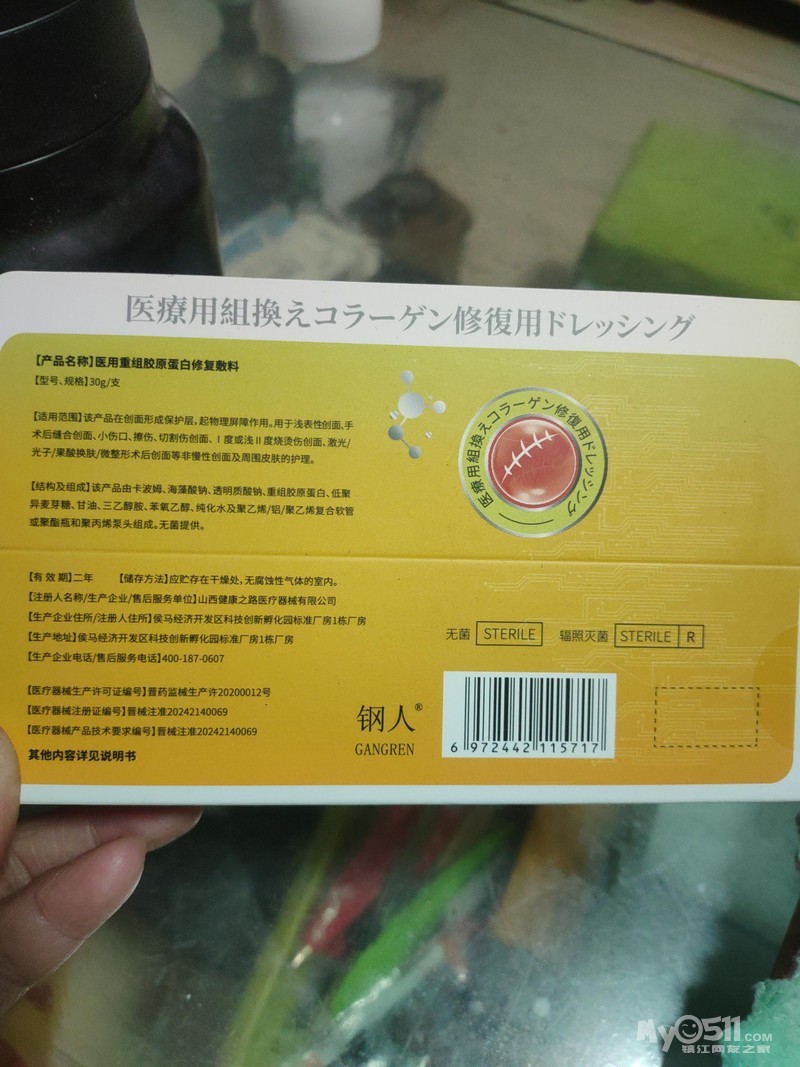 医療用組換えコラーゲン修復用ドレッシング
【产品名称】医用重组胶原蛋白修复敷料
【型号、规格】30g/支
【适用范围】该产品在创面形成保护层,起物理屏障作用。用于浅表性创面、手
术后缝合创面、小伤口、擦伤、切割伤创面、Ⅰ度或浅Ⅱ度烧烫伤创面、激光/
光子/果酸换肤/微整形术后创面等非慢性创面及周围皮肤的护理。
【结构及组成】该产品由卡波姆、海藻酸钠、透明质酸钠、重组胶原蛋白、低聚
异麦芽糖、甘油、三乙醇胺、苯氧乙醇、纯化水及聚乙烯/铝/聚乙烯复合软管
或聚酯瓶和聚丙烯泵头组成。无菌提供。
医療用組換えコラーゲン修復用ドレッシング
【有 效 期】二年 【储存方法】应贮存在干燥处,无腐蚀性气体的室内。
【注册人名称/生产企业/售后服务单位】山西健康之路医疗器械有限公司
【生产企业住所/注册人住所】侯马经济开发区科技创新孵化园标准厂房1栋厂房
【生产地址】侯马经济开发区科技创新孵化园标准厂房1栋厂房
【生产企业电话/售后服务电话】400-187-0607
无菌 STERILE 辐照灭菌 STERILE R
【医疗器械生产许可证编号】晋药监械生产许20200012号
【医疗器械注册证编号】晋械注准20242140069
【医疗器械产品技术要求编号】晋械注准20242140069
其他内容详见说明书
钢人®
GANGREN
6 972442 115717
My0511.COM
镇江网友之家